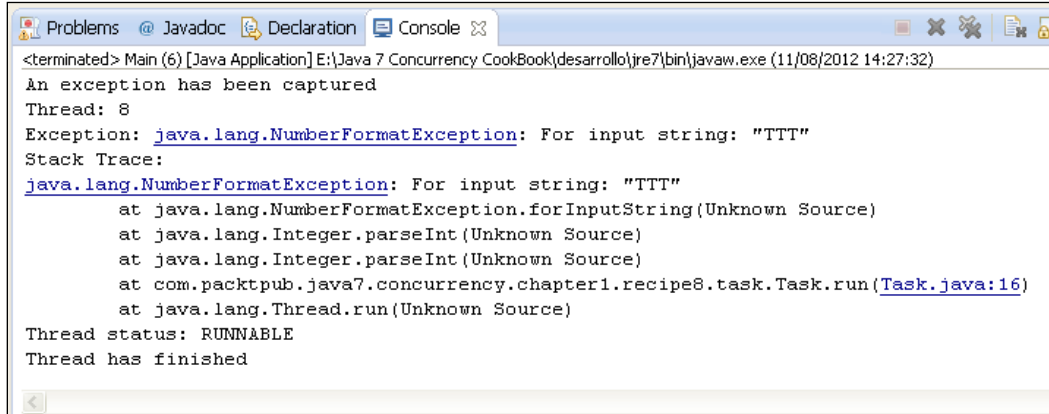 Problems @ Javadoc Declaration Console
<terminated> Main (6) [Java Application] E:\Java 7 Concurrency CookBook\desarrollo\jre7\bin\javaw.exe (11/08/2012 14:27:32)
An exception has been captured
Thread: 8
Exception: java.lang.NumberFormatException: For input string: "TTT"
Stack Trace:
java.lang.NumberFormatException: For input string: "TTT"
at java.lang.NumberFormatException.forInputString(Unknown Source)
at java.lang.Integer.parseInt(Unknown Source)
at java.lang.Integer.parseInt(Unknown Source)
at com.packtpub.java7.concurrency.chapter1.recipe8.task.Task.run(Task.java:16)
at java.lang.Thread.run(Unknown Source)
Thread status: RUNNABLE
Thread has finished